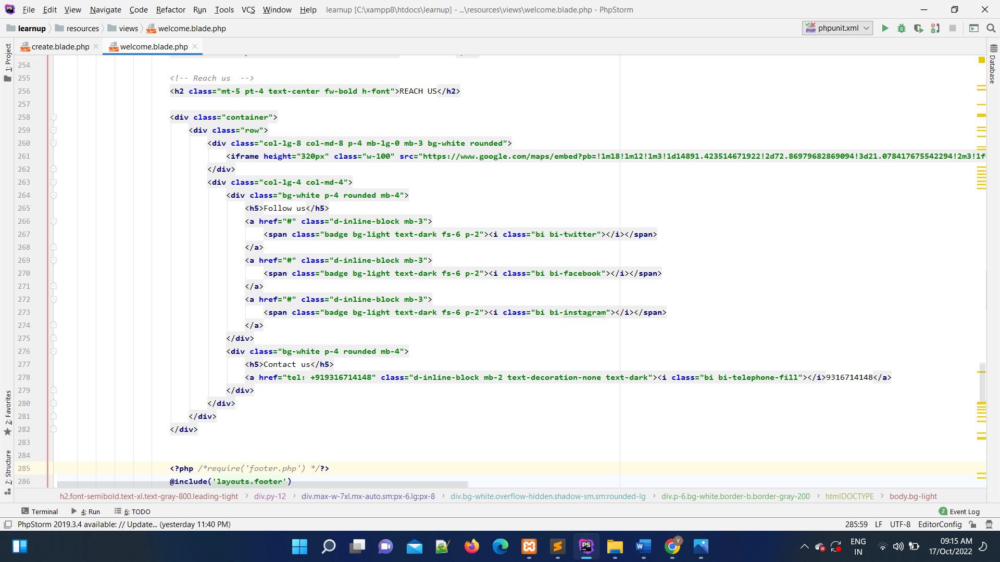 File Edit View Navigate Code Refactor Run Tools VCS Window Help learnup [C:\xampp8\htdocs\learnup] - ...\resources\views\welcome.blade.php - PhpStorm
learnup resources views welcome.blade.php phpunit.xml
create.blade.php welcome.blade.php
1: Project
Database
254
255 <!-- Reach us  -->
256 <h2 class="mt-5 pt-4 text-center fw-bold h-font">REACH US</h2>
257
258 <div class="container">
259 <div class="row">
260 <div class="col-lg-8 col-md-8 p-4 mb-lg-0 mb-3 bg-white rounded">
261 <iframe height="320px" class="w-100" src="https://www.google.com/maps/embed?pb=!1m18!1m12!1m3!1d14891.423514671922!2d72.86979682869094!3d21.078417675542294!2m3!1f
262 </div>
263 <div class="col-lg-4 col-md-4">
264 <div class="bg-white p-4 rounded mb-4">
265 <h5>Follow us</h5>
266 <a href="#" class="d-inline-block mb-3">
267 <span class="badge bg-light text-dark fs-6 p-2"><i class="bi bi-twitter"></i></span>
268 </a>
269 <a href="#" class="d-inline-block mb-3">
270 <span class="badge bg-light text-dark fs-6 p-2"><i class="bi bi-facebook"></i></span>
271 </a>
272 <a href="#" class="d-inline-block mb-3">
273 <span class="badge bg-light text-dark fs-6 p-2"><i class="bi bi-instagram"></i></span>
274 </a>
275 </div>
276 <div class="bg-white p-4 rounded mb-4">
277 <h5>Contact us</h5>
278 <a href="tel: +919316714148" class="d-inline-block mb-2 text-decoration-none text-dark"><i class="bi bi-telephone-fill"></i>9316714148</a>
279 </div>
280 </div>
281 </div>
282 </div>
283
284
285 <?php /*require('footer.php') */?>
286 @include('layouts.footer')
2: Favorites
7: Structure
h2.font-semibold.text-xl.text-gray-800.leading-tight div.py-12 div.max-w-7xl.mx-auto.sm:px-6.lg:px-8 div.bg-white.overflow-hidden.shadow-sm.sm:rounded-lg div.p-6.bg-white.border-b.border-gray-200 htmlDOCTYPE body.bg-light
Terminal 4: Run 6: TODO 2 Event Log
PhpStorm 2019.3.4 available: // Update... (yesterday 11:40 PM) 285:59 LF UTF-8 EditorConfig
ENG 09:15 AM
IN 17/Oct/2022